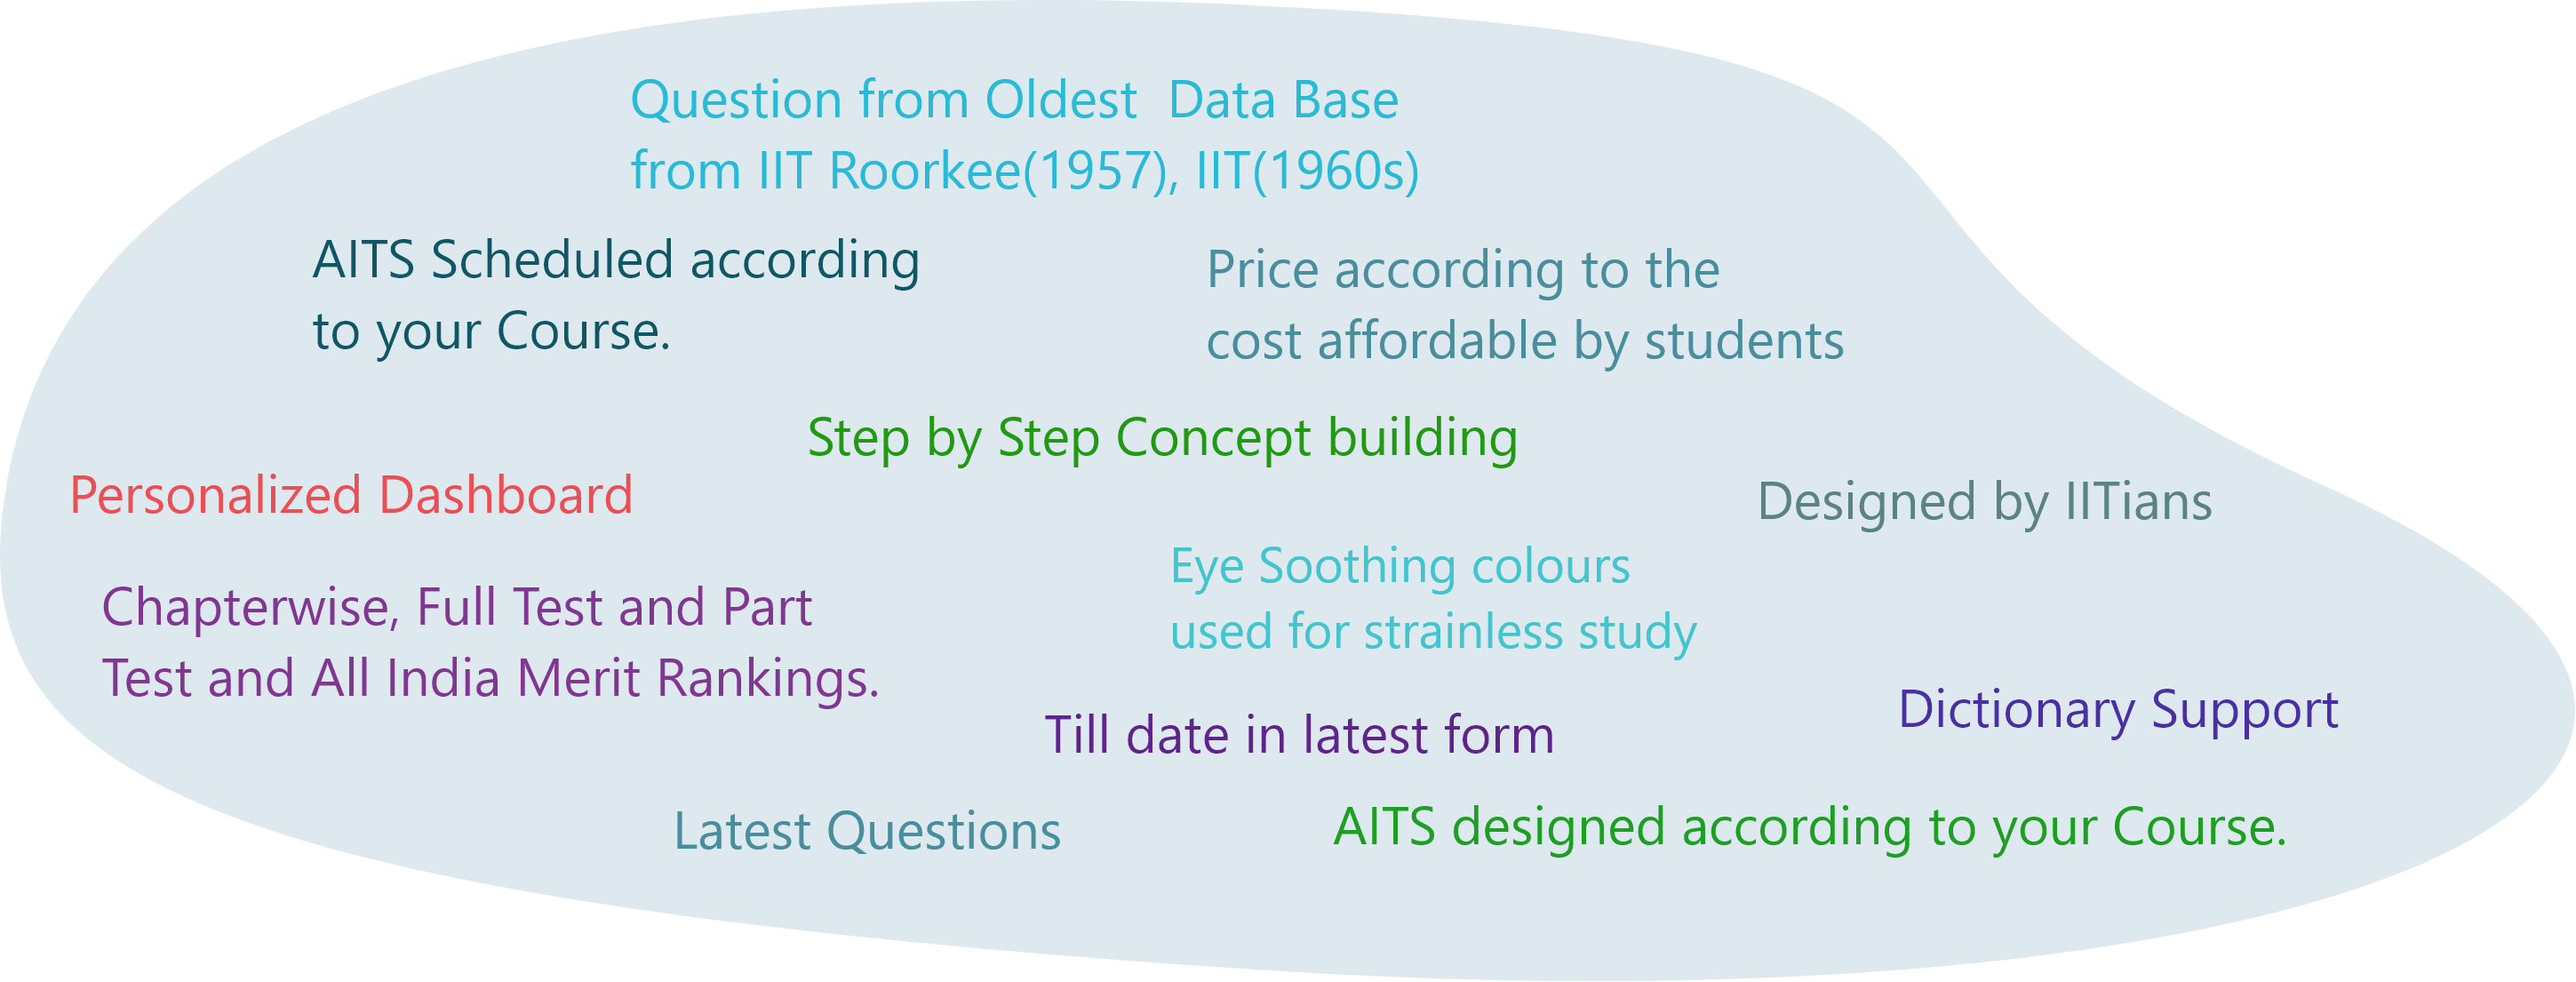 Question from Oldest  Data Base
from IIT Roorkee(1957), IIT(1960s)
AITS Scheduled according
to your Course.
Price according to the
cost affordable by students
Step by Step Concept building
Personalized Dashboard
Designed by IITians
Eye Soothing colours
used for strainless study
Chapterwise, Full Test and Part
Test and All India Merit Rankings.
Dictionary Support
Till date in latest form
Latest Questions
AITS designed according to your Course.